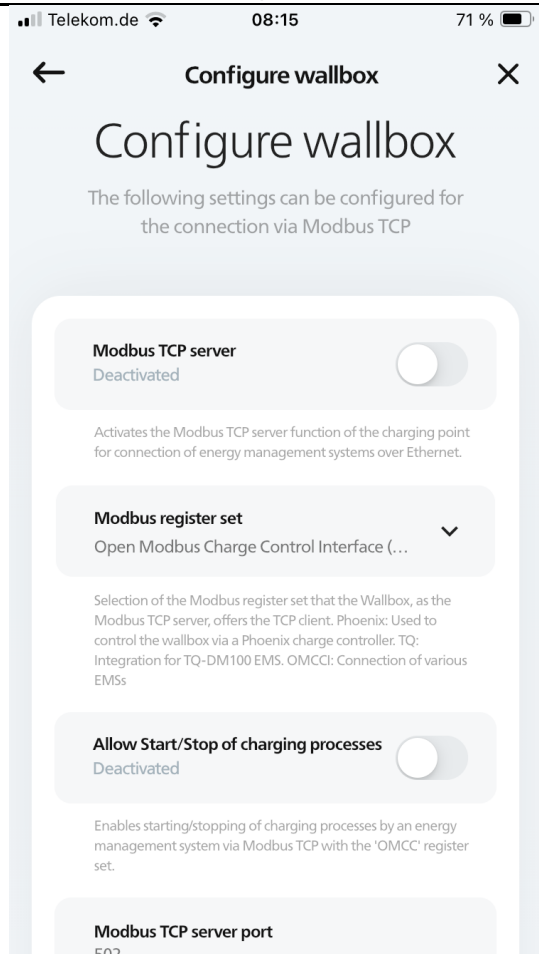 Telekom.de 08:15 71 %
Configure wallbox
Configure wallbox
The following settings can be configured for
the connection via Modbus TCP
Modbus TCP server
Deactivated
Activates the Modbus TCP server function of the charging point
for connection of energy management systems over Ethernet.
Modbus register set
Open Modbus Charge Control Interface (...
Selection of the Modbus register set that the Wallbox, as the
Modbus TCP server, offers the TCP client. Phoenix: Used to
control the wallbox via a Phoenix charge controller. TQ:
Integration for TQ-DM100 EMS. OMCCI: Connection of various
EMSs
Allow Start/Stop of charging processes
Deactivated
Enables starting/stopping of charging processes by an energy
management system via Modbus TCP with the 'OMCC' register
set.
Modbus TCP server port